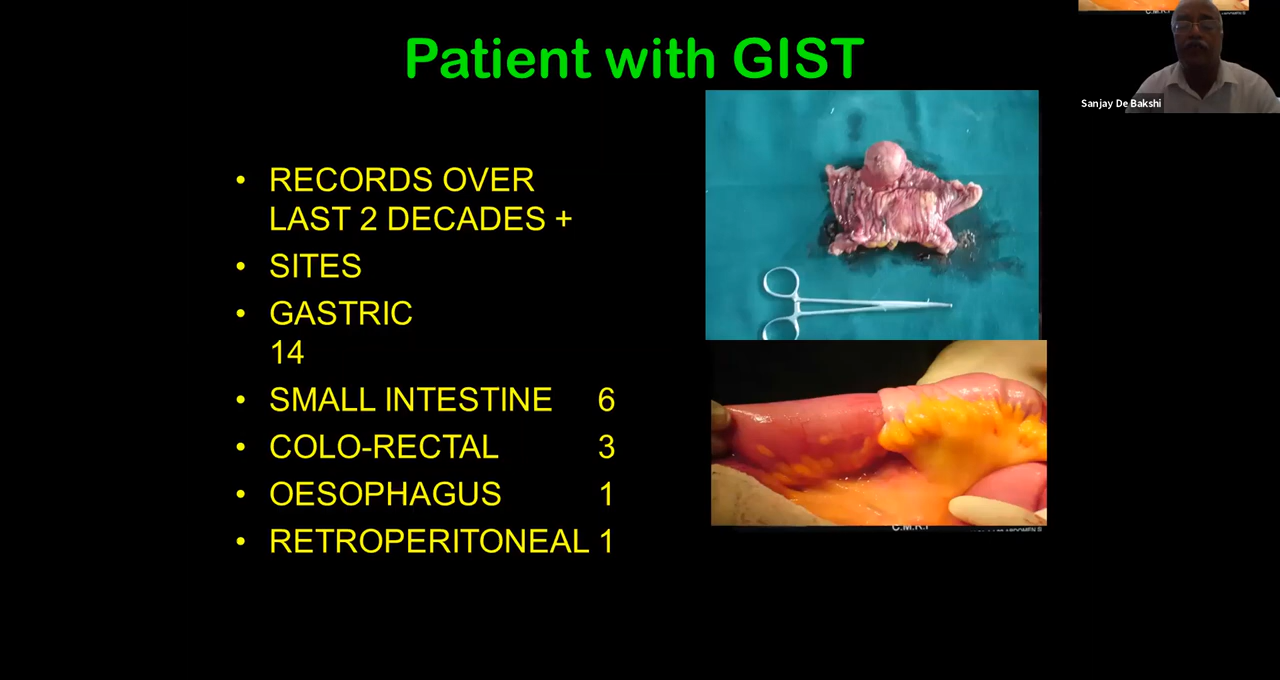 Patient with GIST
Sanjay De Bakshi
• RECORDS OVER
LAST 2 DECADES +
• SITES
• GASTRIC
14
• SMALL INTESTINE 6
• COLO-RECTAL 3
• OESOPHAGUS 1
• RETROPERITONEAL 1
C.M.R.I